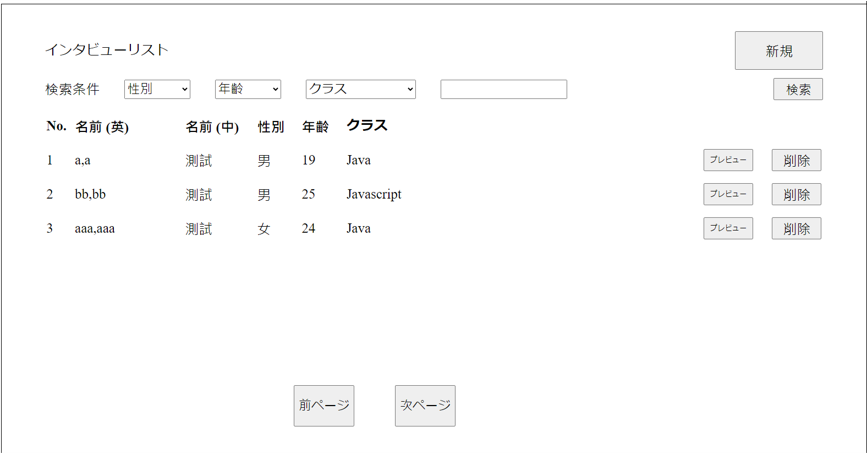 インタビューリスト 新規
検索条件 性別 年齢 クラス 検索
No. 名前 (英) 名前 (中) 性別 年齢 クラス
1 a,a 測試 男 19 Java プレビュー 削除
2 bb,bb 測試 男 25 Javascript プレビュー 削除
3 aaa,aaa 測試 女 24 Java プレビュー 削除
前ページ 次ページ